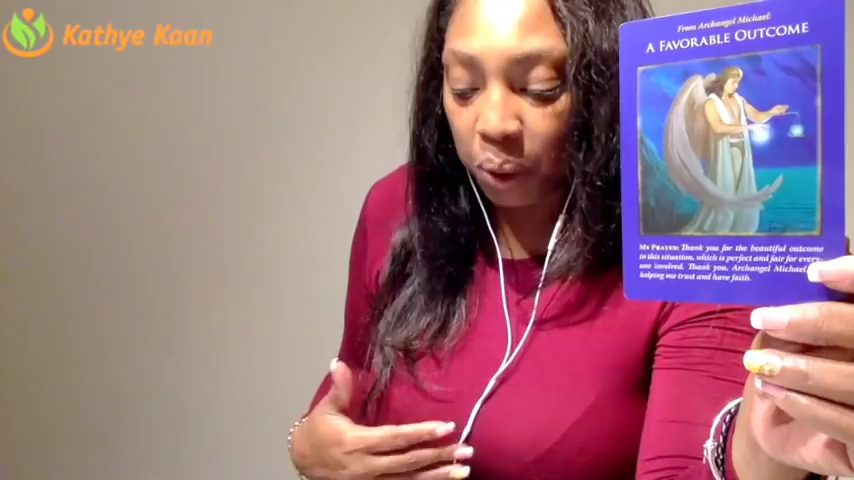 Kathye Kaan
From Archangel Michael:
A FAVORABLE OUTCOME
MY PRAYER: Thank you for the beautiful outcome
to this situation, which is perfect and fair for every-
one involved. Thank you, Archangel Michael,
helping me trust and have faith.